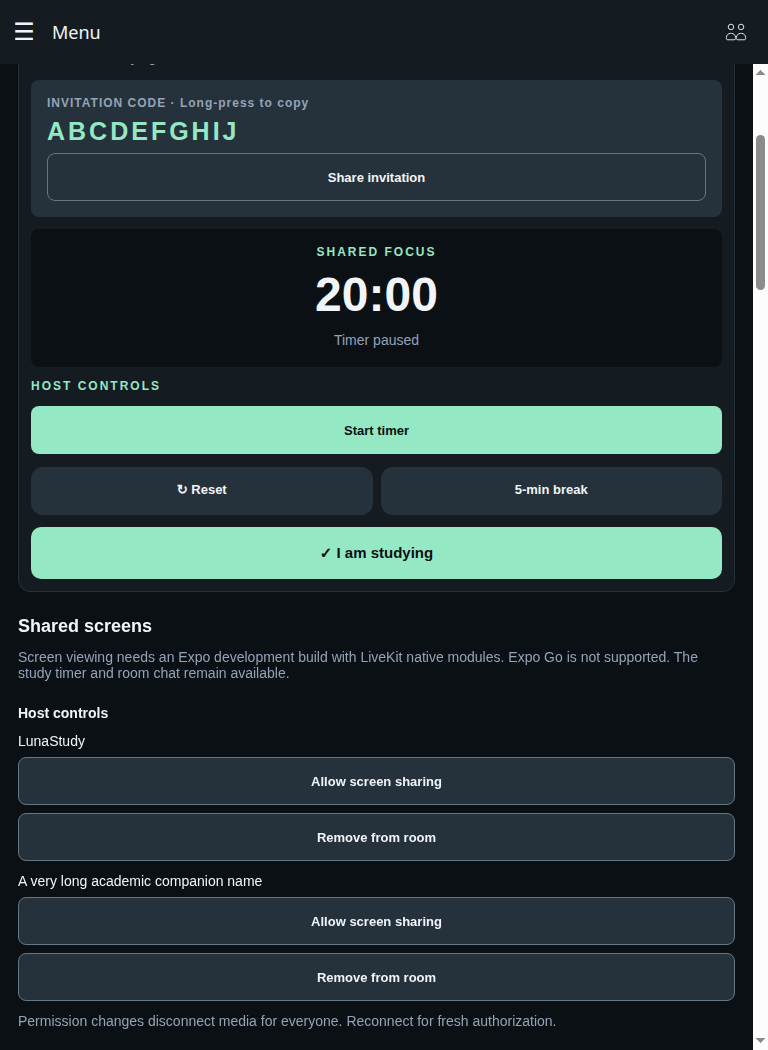 ☰ Menu
INVITATION CODE · Long-press to copy
ABCDEFGHIJ
Share invitation
SHARED FOCUS
20:00
Timer paused
HOST CONTROLS
Start timer
↻ Reset
5-min break
✓ I am studying
Shared screens
Screen viewing needs an Expo development build with LiveKit native modules. Expo Go is not supported. The
study timer and room chat remain available.
Host controls
LunaStudy
Allow screen sharing
Remove from room
A very long academic companion name
Allow screen sharing
Remove from room
Permission changes disconnect media for everyone. Reconnect for fresh authorization.